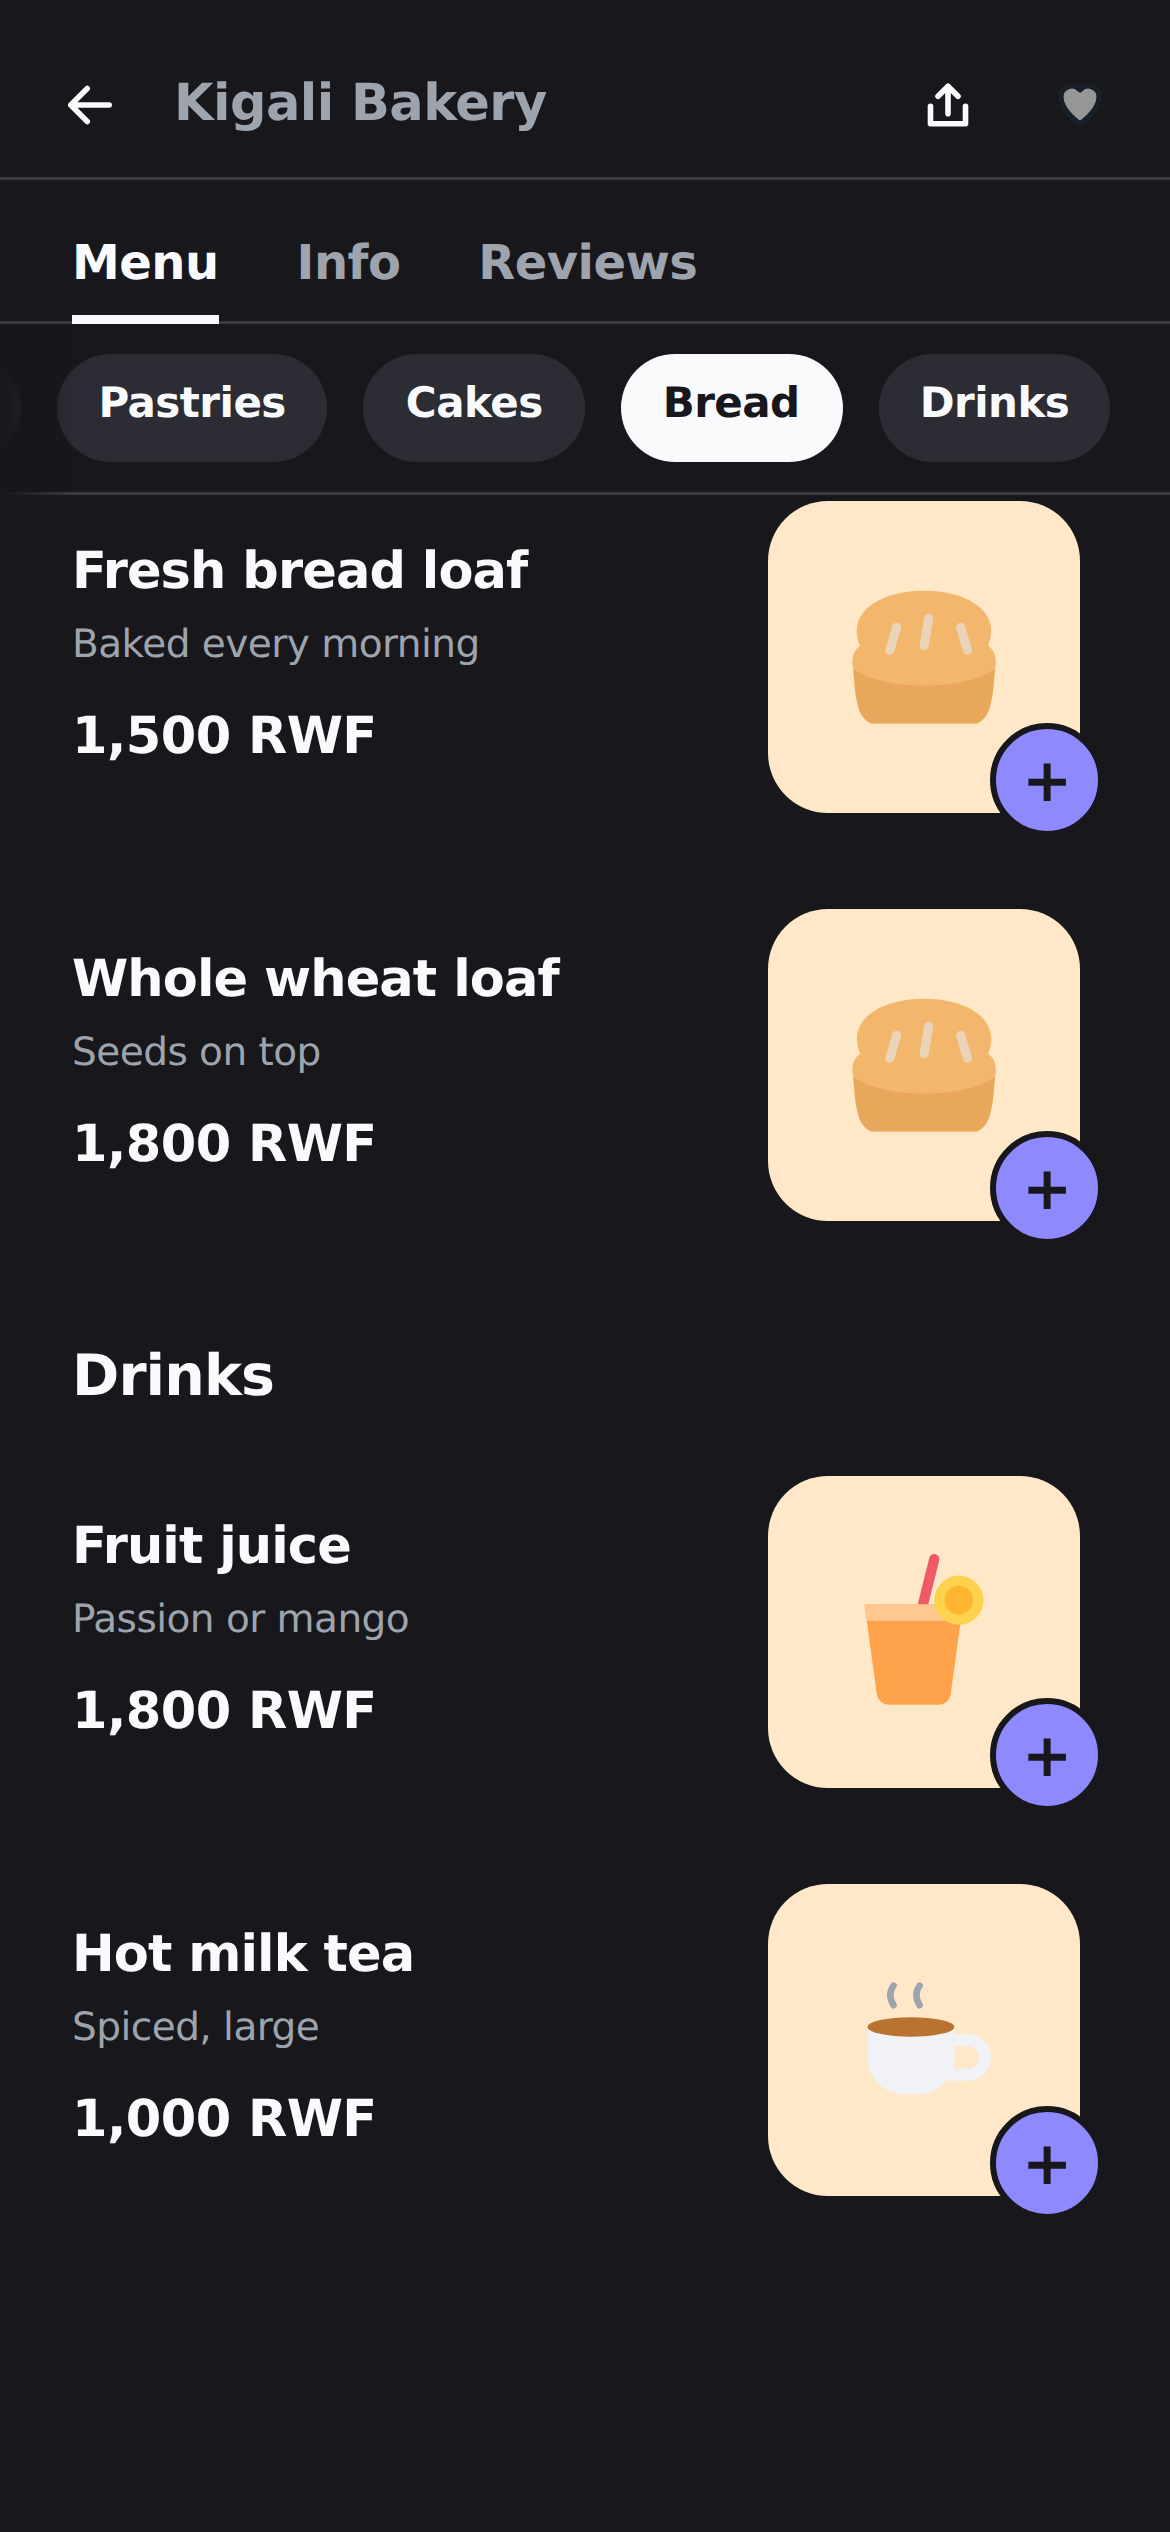 Kigali Bakery
Menu Info Reviews
Pastries Cakes Bread Drinks
Fresh bread loaf
Baked every morning
1,500 RWF
Whole wheat loaf
Seeds on top
1,800 RWF
Drinks
Fruit juice
Passion or mango
1,800 RWF
Hot milk tea
Spiced, large
1,000 RWF